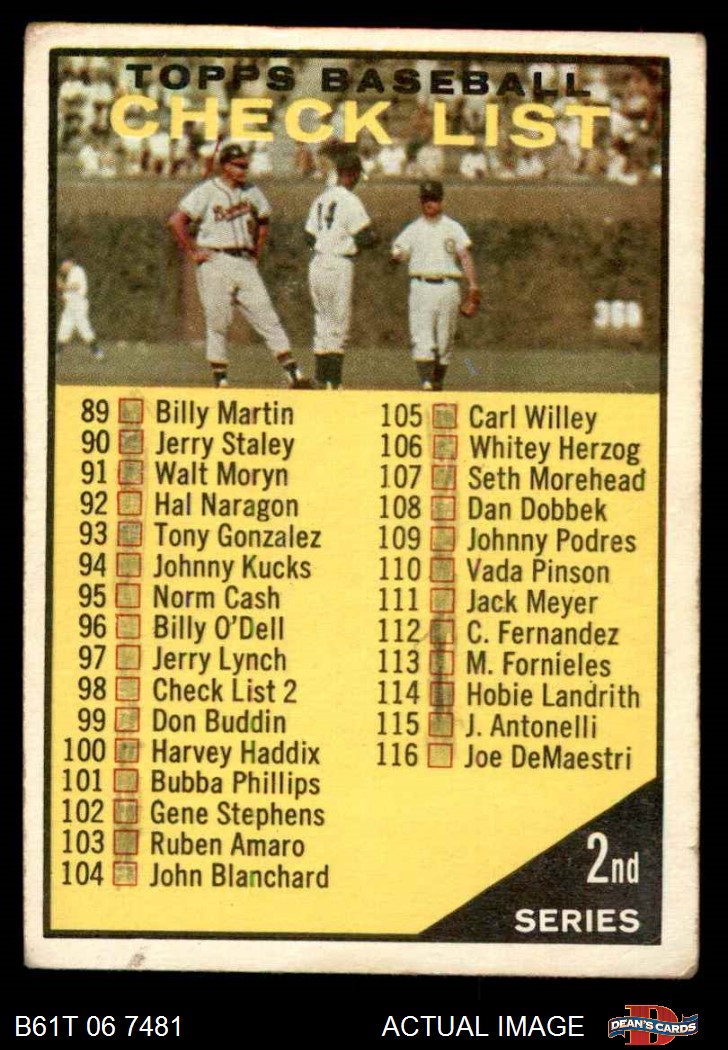 TOPPS BASEBALL
CHECK LIST
Braves
14
89 Billy Martin
90 Jerry Staley
91 Walt Moryn
92 Hal Naragon
93 Tony Gonzalez
94 Johnny Kucks
95 Norm Cash
96 Billy O'Dell
97 Jerry Lynch
98 Check List 2
99 Don Buddin
100 Harvey Haddix
101 Bubba Phillips
102 Gene Stephens
103 Ruben Amaro
104 John Blanchard
105 Carl Willey
106 Whitey Herzog
107 Seth Morehead
108 Dan Dobbek
109 Johnny Podres
110 Vada Pinson
111 Jack Meyer
112 C. Fernandez
113 M. Fornieles
114 Hobie Landrith
115 J. Antonelli
116 Joe DeMaestri
2nd
SERIES
B61T 06 7481
ACTUAL IMAGE
DEAN'S CARDS